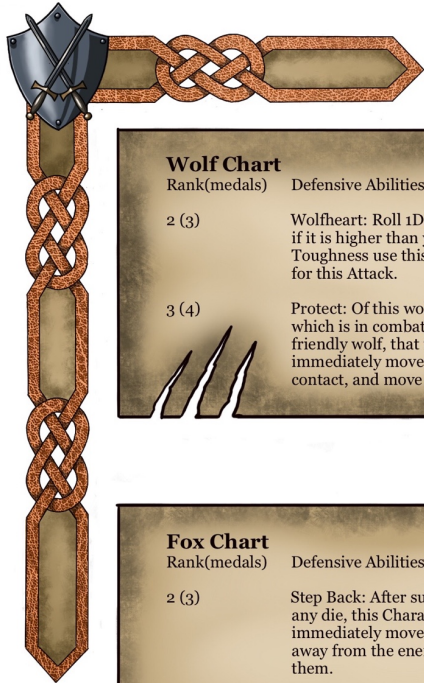 Wolf Chart
Rank(medals) Defensive Abilities
2 (3) Wolfheart: Roll 1D
if it is higher than
Toughness use this
for this Attack.
3 (4) Protect: Of this wo
which is in combat
friendly wolf, that
immediately move
contact, and move
Fox Chart
Rank(medals) Defensive Abilities
2 (3) Step Back: After su
any die, this Chara
immediately move
away from the ene
them.